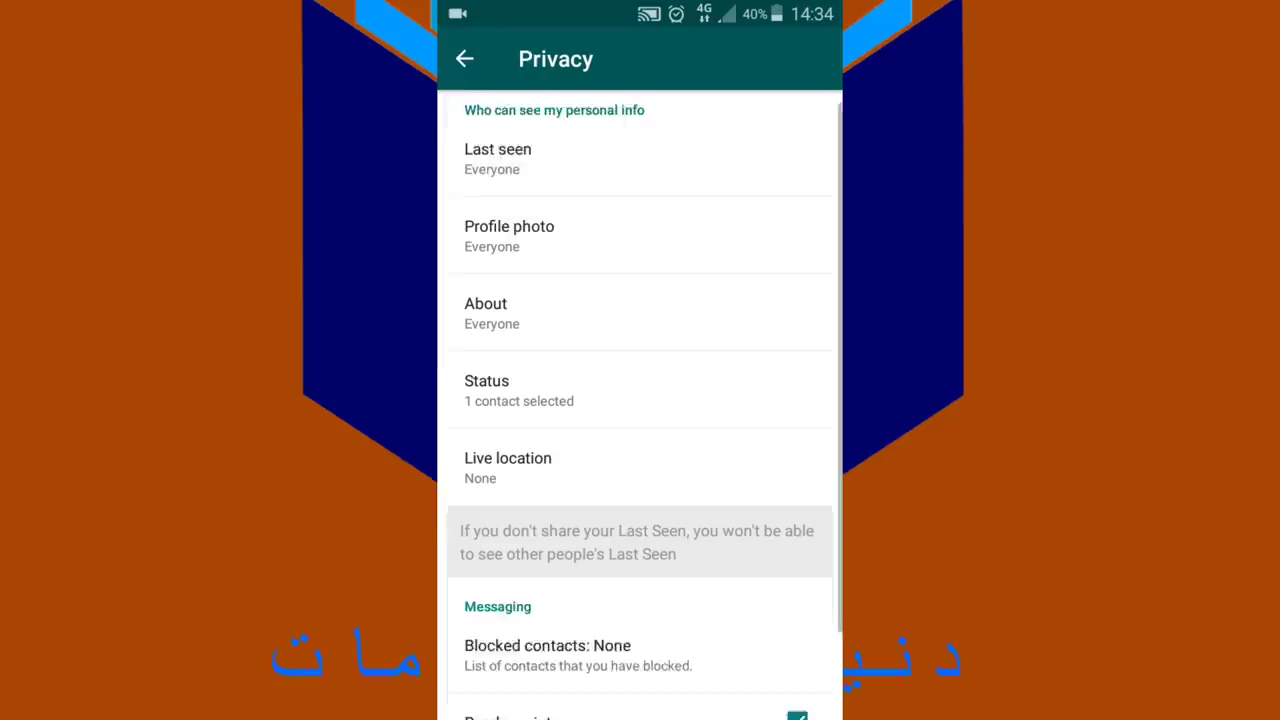 4G 40% 14:34
Privacy
Who can see my personal info
Last seen
Everyone
Profile photo
Everyone
About
Everyone
Status
1 contact selected
Live location
None
If you don't share your Last Seen, you won't be able
to see other people's Last Seen
Messaging
Blocked contacts: None
List of contacts that you have blocked.